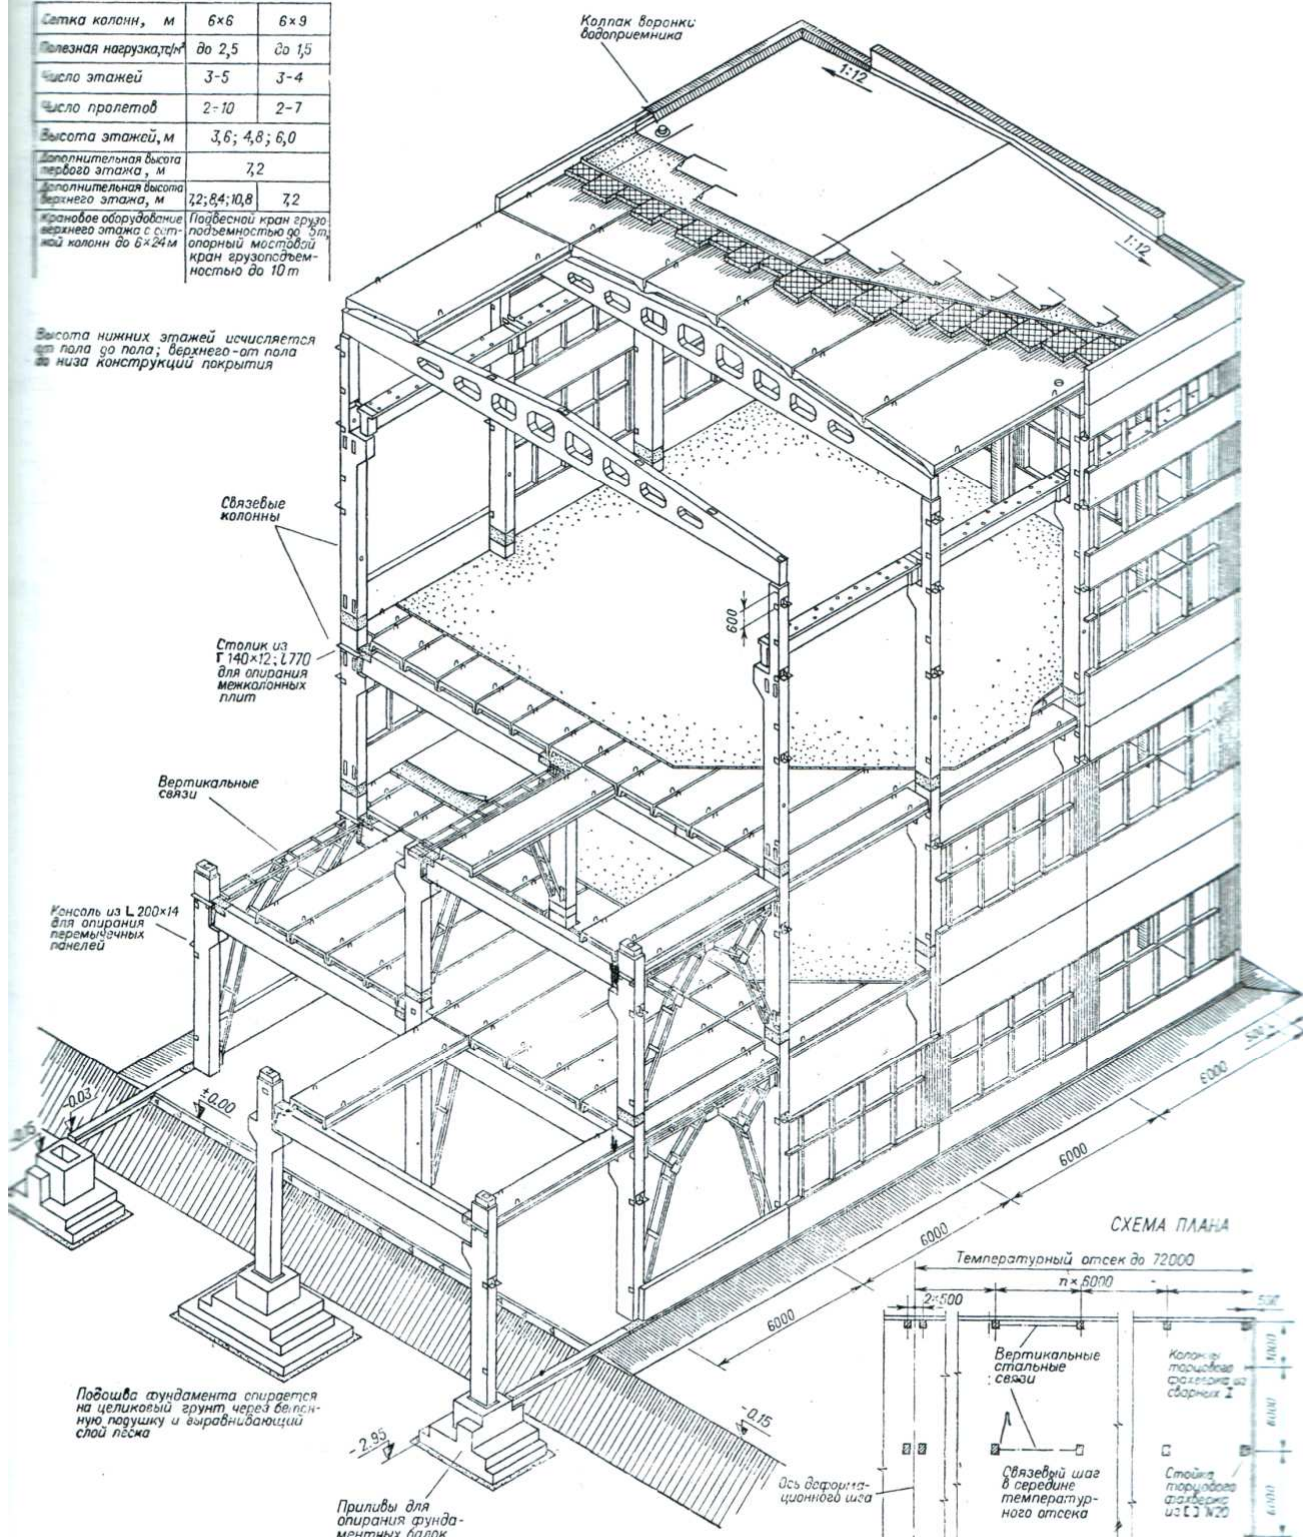 Сетка колонн, м 6×6 6×9
Полезная нагрузка, тс/м² до 2,5 до 1,5
Число этажей 3-5 3-4
Число пролетов 2-10 2-7
Высота этажей, м 3,6; 4,8; 6,0
Дополнительная высота
первого этажа, м 7,2
Дополнительная высота
верхнего этажа, м 7,2; 8,4; 10,8 7,2
Крановое оборудование
верхнего этажа с сет-
кой колонн до 6×24 м
Подвесной кран грузо-
подъемностью до 5т,
опорный мостовой
кран грузоподъем-
ностью до 10 т
Высота нижних этажей исчисляется
от пола до пола; верхнего-от пола
до низа конструкций покрытия
Колпак воронки
водоприемника
1:12
1:12
Связевые
колонны
600
Столик из
Г 140×12; l770
для опирания
межколонных
плит
Вертикальные
связи
Консоль из L 200×14
для опирания
перемычечных
панелей
-0.03
±0.00
-0.15
500
6000
6000
6000
6000
Подошва фундамента опирается
на целиковый грунт через бетон-
ную подушку и выравнивающий
слой песка
-2.95
-0.15
Приливы для
опирания фунда-
ментных балок
СХЕМА ПЛАНА
Температурный отсек до 72000
n×6000
2×500
500
Вертикальные
стальные
связи
Колонны
торцового
фахверка из
сварных I
6000
6000
Ось деформа-
ционного шва
Связевый шаг
в середине
температур-
ного отсека
Стойка
торцового
фахверка
из [] №20